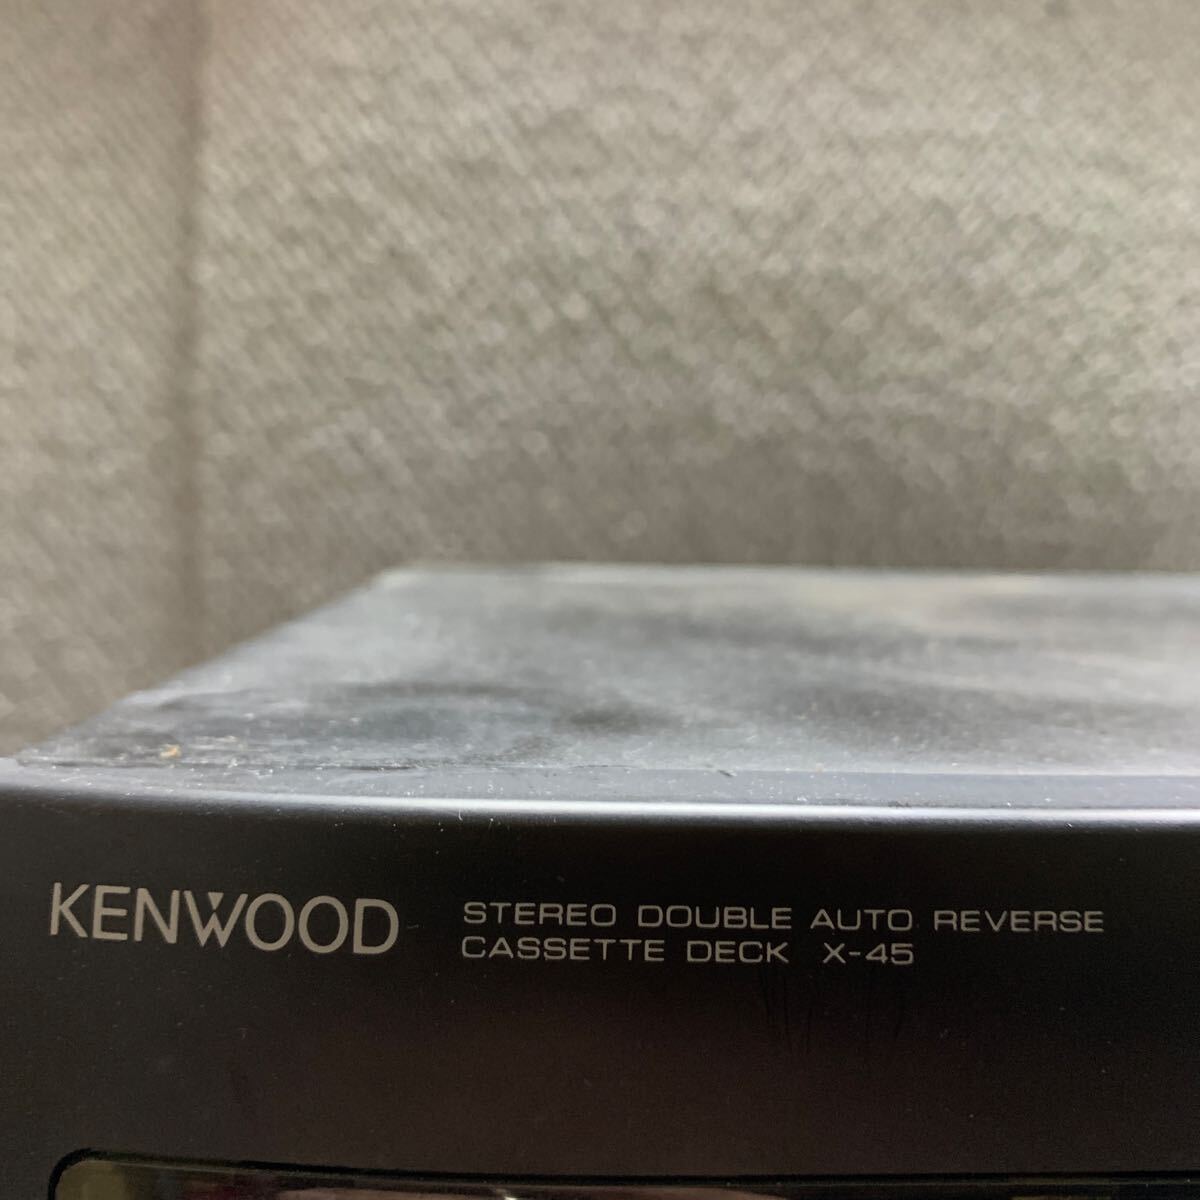 KENWOOD
STEREO DOUBLE AUTO REVERSE
CASSETTE DECK X-45